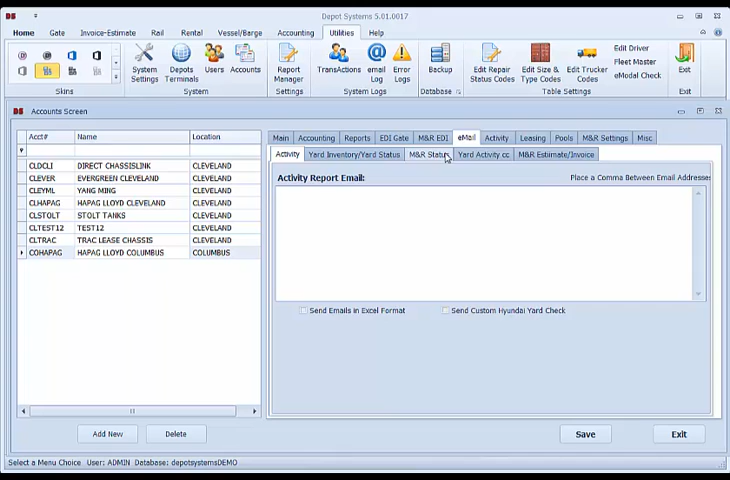 DS
Depot Systems 5.01.0017
Home Gate Invoice-Estimate Rail Rental Vessel/Barge Accounting Utilities Help
System Settings
Depots Terminals
Users
Accounts
Report Manager
TransActions
email Log
Error Logs
Backup
Edit Repair Status Codes
Edit Size & Type Codes
Edit Trucker Codes
Edit Driver
Fleet Master
eModal Check
Exit
Skins System Settings System Logs Database Table Settings Exit
DS Accounts Screen
Acct# Name Location
CLDCLI DIRECT CHASSISLINK CLEVELAND
CLEVER EVERGREEN CLEVELAND CLEVELAND
CLEYML YANG MING CLEVELAND
CLHAPAG HAPAG LLOYD CLEVELAND CLEVELAND
CLSTOLT STOLT TANKS CLEVELAND
CLTEST12 TEST12 CLEVELAND
CLTRAC TRAC LEASE CHASSIS CLEVELAND
COHAPAG HAPAG LLOYD COLUMBUS COLUMBUS
Add New Delete
Main Accounting Reports EDI Gate M&R EDI eMail Activity Leasing Pools M&R Settings Misc
Activity Yard Inventory/Yard Status M&R Status Yard Activity cc M&R Estimate/Invoice
Activity Report Email: Place a Comma Between Email Addresses
Send Emails in Excel Format Send Custom Hyundai Yard Check
Save Exit
Select a Menu Choice User: ADMIN Database: depotsystemsDEMO